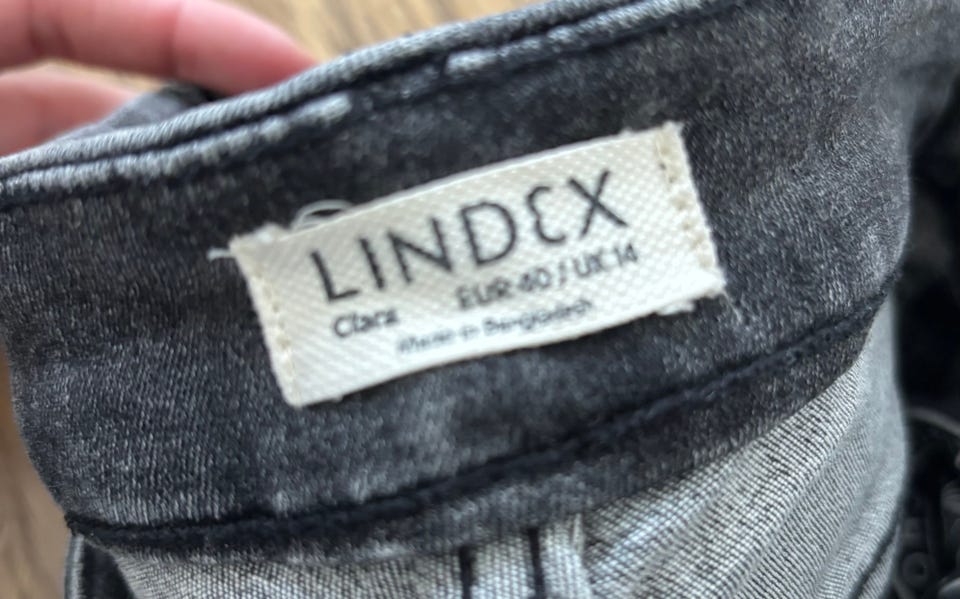 LINDEX
Clara EUR 40 / UK 14
Made in Bangladesh